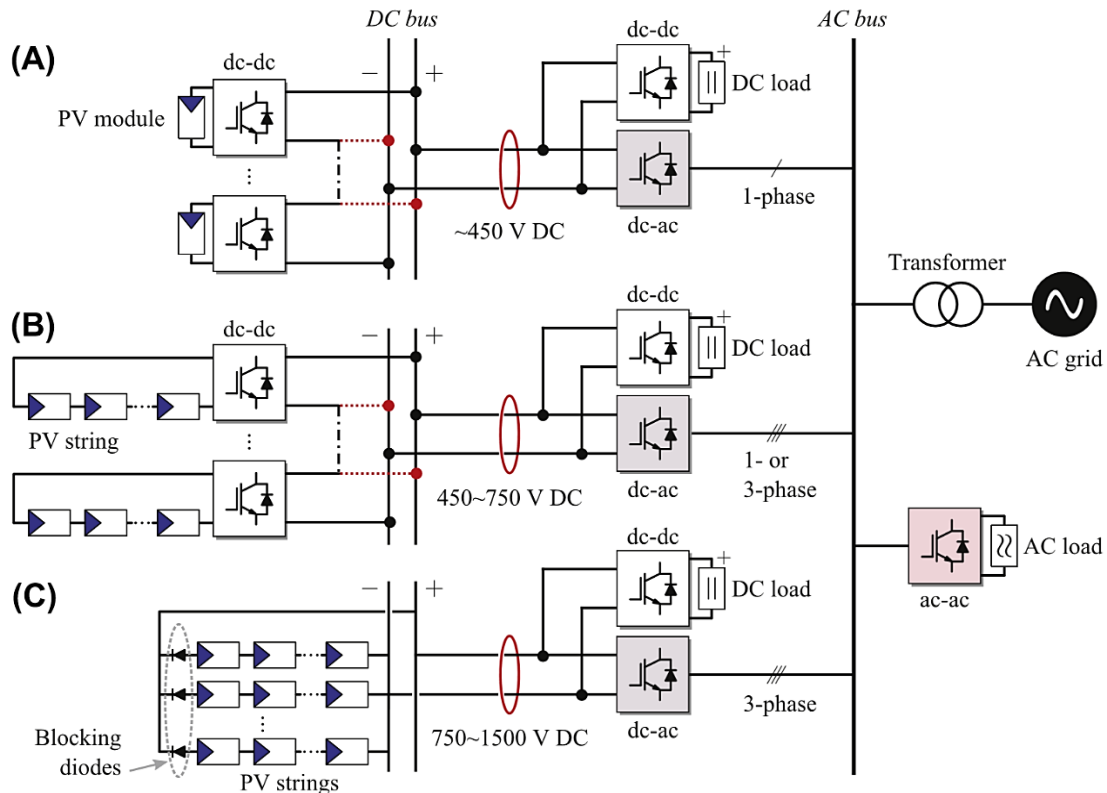 DC bus
AC bus
(A)
dc-dc
− +
dc-dc
+
DC load
PV module
~450 V DC
dc-ac
1-phase
Transformer
AC grid
(B)
dc-dc
− +
dc-dc
+
DC load
PV string
450~750 V DC
dc-ac
1- or
3-phase
AC load
ac-ac
(C)
− +
dc-dc
+
DC load
Blocking
diodes
PV strings
750~1500 V DC
dc-ac
3-phase